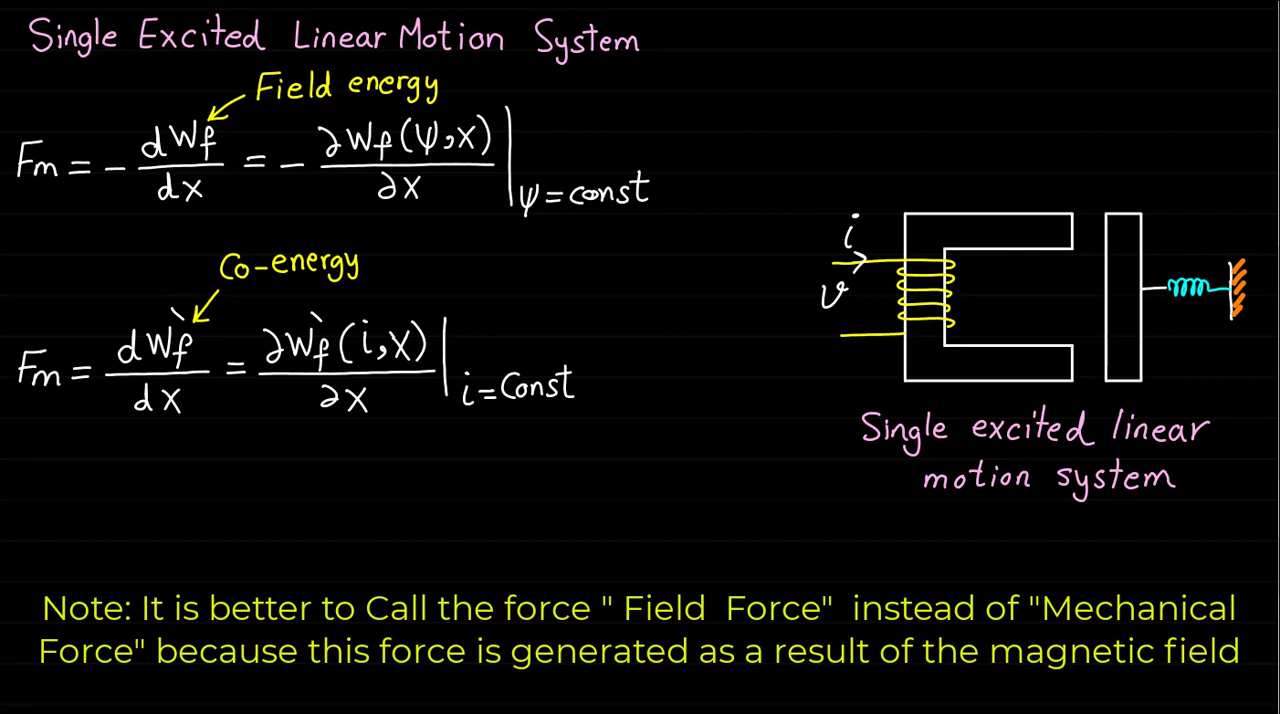 Single Excited Linear Motion System
Field energy
Fm = - dWf/dx = - ∂Wf(ψ,x)/∂x |ψ=const
Co-energy
Fm = dWf̀/dx = ∂Wf̀(i,x)/∂x |i=Const
i
v
Single excited linear
motion system
Note: It is better to Call the force " Field Force" instead of "Mechanical
Force" because this force is generated as a result of the magnetic field